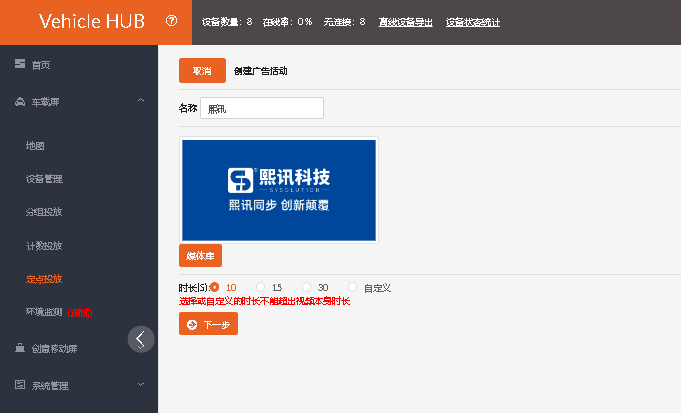 Vehicle HUB
设备数量：8 在线率：0% 无连接：8 离线设备导出 设备状态统计
首页
车载屏
地图
设备管理
分组投放
计数投放
定点投放
环境监测 (测试)
创意移动屏
系统管理
取消 创建广告活动
名称 熙讯
熙讯科技
SYSOLUTION
熙讯同步 创新颠覆
媒体库
时长(S): 10 15 30 自定义
选择或自定义的时长不能超出视频本身时长
下一步